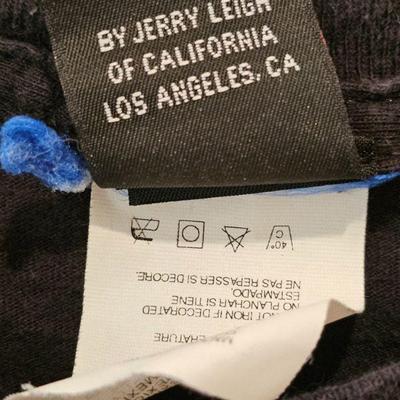 BY JERRY LEIGH
OF CALIFORNIA
LOS ANGELES, CA
40°
C
NOT IRON IF DECORATED
NO PLANCHAR SI TIENE
ESTAMPADO.
NE PAS REPASSER SI DECORE.